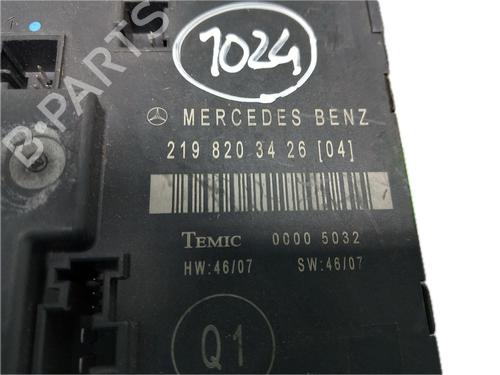 1024
MERCEDES BENZ
219 820 34 26 [04]
TEMIC 0000 5032
HW:46/07 SW:46/07
Q1
B-PARTS